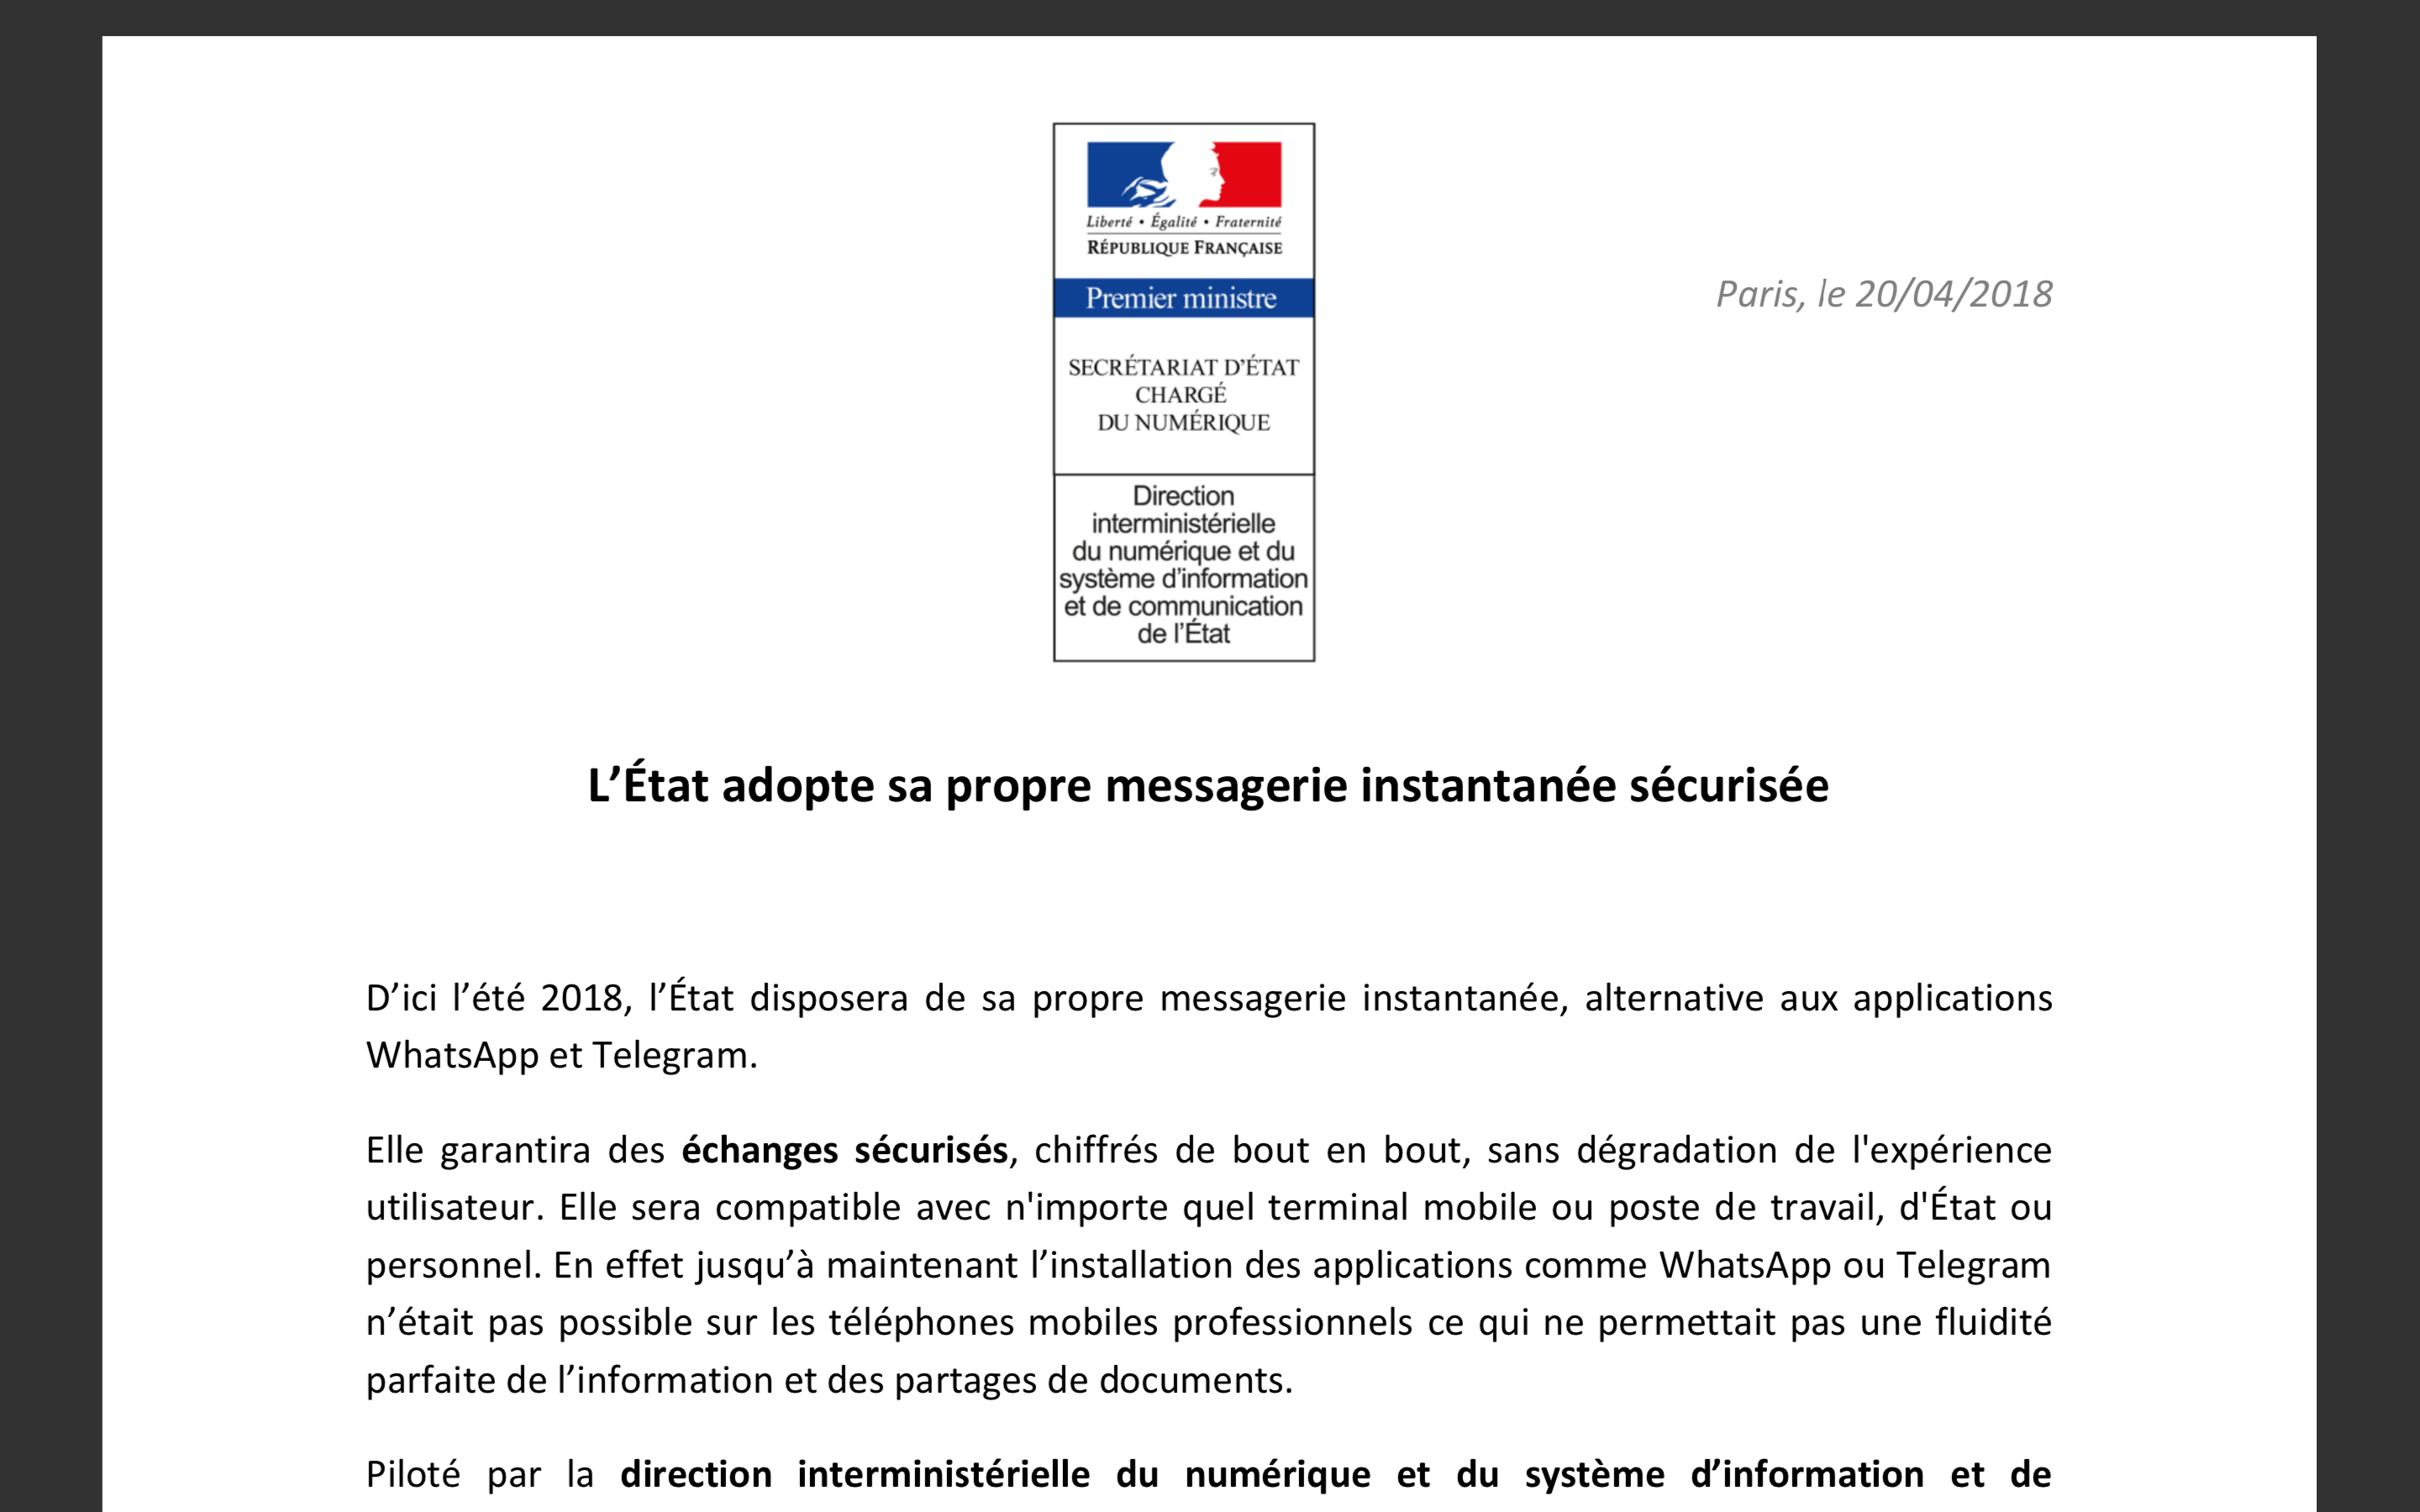 Liberté • Égalité • Fraternité
RÉPUBLIQUE FRANÇAISE
Premier ministre
Paris, le 20/04/2018
SECRÉTARIAT D’ÉTAT
CHARGÉ
DU NUMÉRIQUE
Direction
interministérielle
du numérique et du
système d’information
et de communication
de l’État
L’État adopte sa propre messagerie instantanée sécurisée
D’ici l’été 2018, l’État disposera de sa propre messagerie instantanée, alternative aux applications
WhatsApp et Telegram.
Elle garantira des échanges sécurisés, chiffrés de bout en bout, sans dégradation de l'expérience
utilisateur. Elle sera compatible avec n'importe quel terminal mobile ou poste de travail, d'État ou
personnel. En effet jusqu’à maintenant l’installation des applications comme WhatsApp ou Telegram
n’était pas possible sur les téléphones mobiles professionnels ce qui ne permettait pas une fluidité
parfaite de l’information et des partages de documents.
Piloté par la direction interministérielle du numérique et du système d’information et de